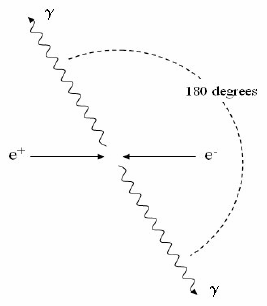 γ
180 degrees
e⁺ e⁻
γ